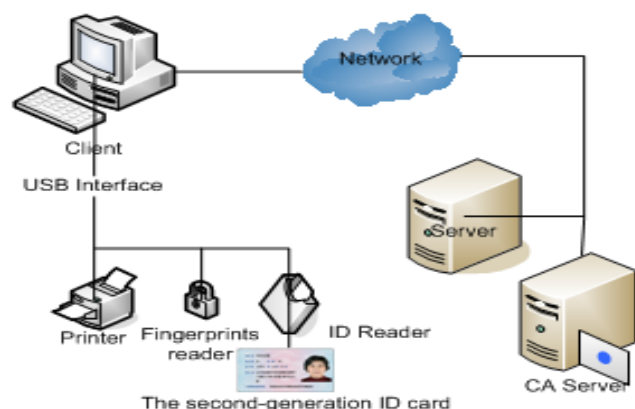 Network
Client
USB Interface
Server
Printer
Fingerprints
reader
ID Reader
CA Server
The second-generation ID card